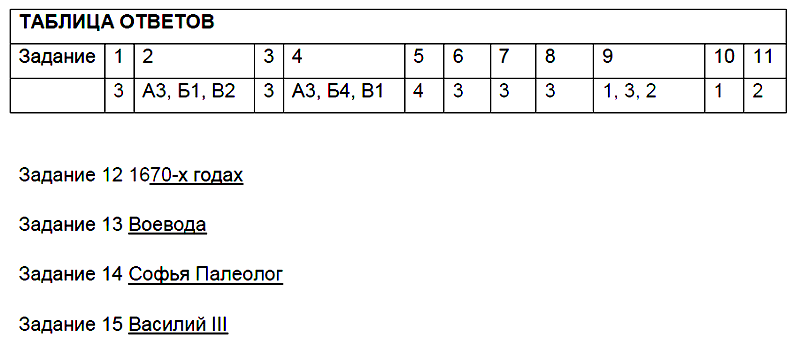 ТАБЛИЦА ОТВЕТОВ
Задание 1 2 3 4 5 6 7 8 9 10 11
3 А3, Б1, В2 3 А3, Б4, В1 4 3 3 3 1, 3, 2 1 2
Задание 12 1670-х годах
Задание 13 Воевода
Задание 14 Софья Палеолог
Задание 15 Василий III